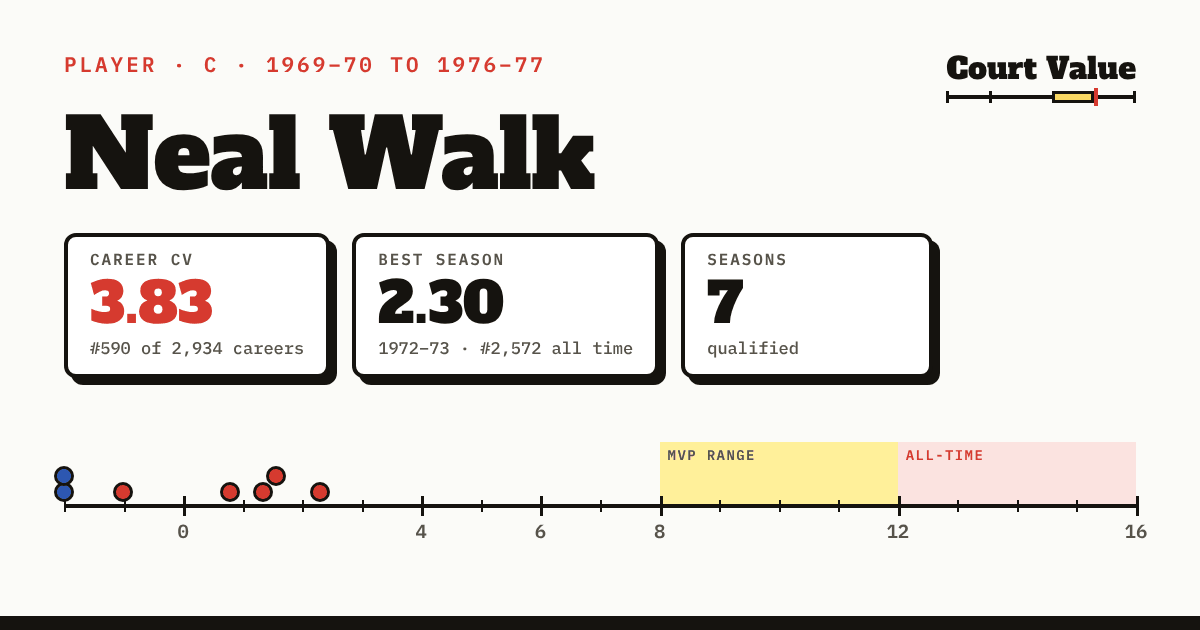 PLAYER · C · 1969–70 TO 1976–77
Court Value
Neal Walk
CAREER CV
3.83
#590 of 2,934 careers
BEST SEASON
2.30
1972–73 · #2,572 all time
SEASONS
7
qualified
MVP RANGE
ALL-TIME
0 4 6 8 12 16